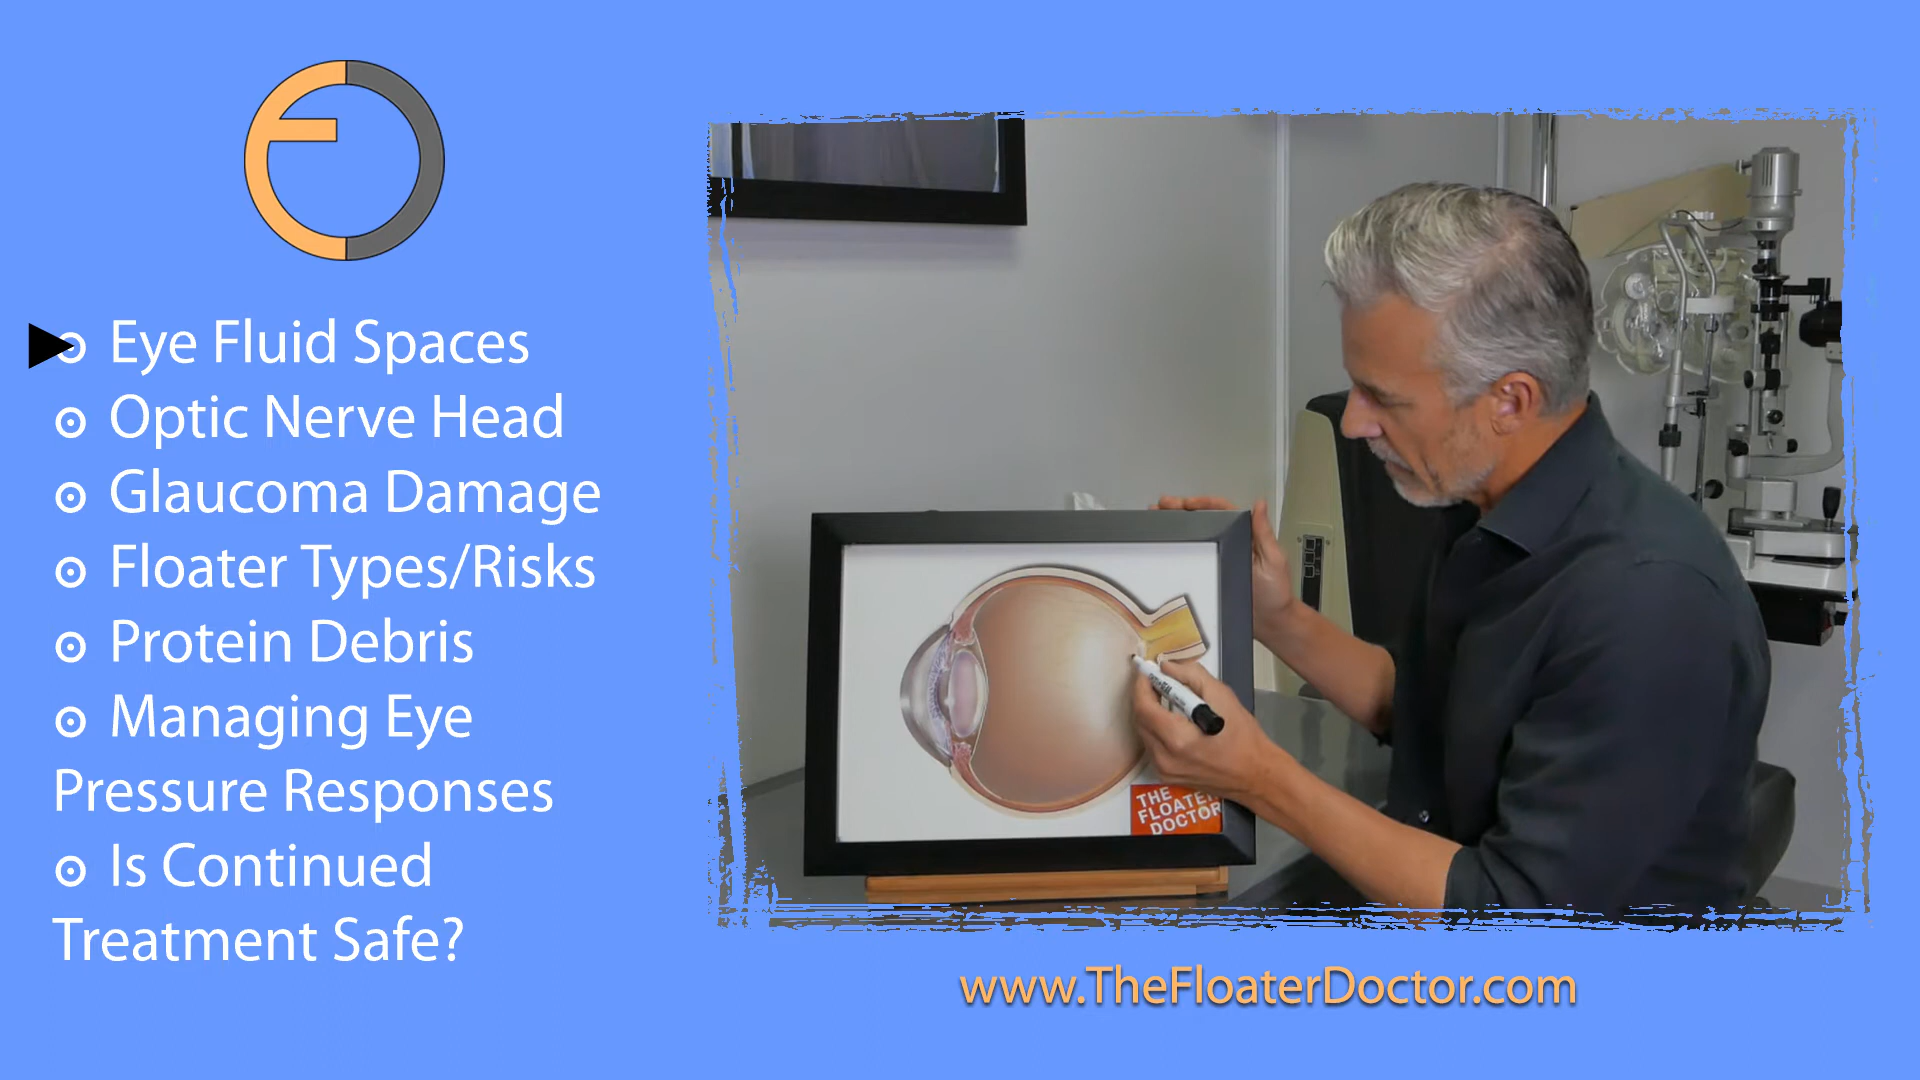 Eye Fluid Spaces
Optic Nerve Head
Glaucoma Damage
Floater Types/Risks
Protein Debris
Managing Eye
Pressure Responses
Is Continued
Treatment Safe?
THE
FLOATER
DOCTOR
www.TheFloaterDoctor.com